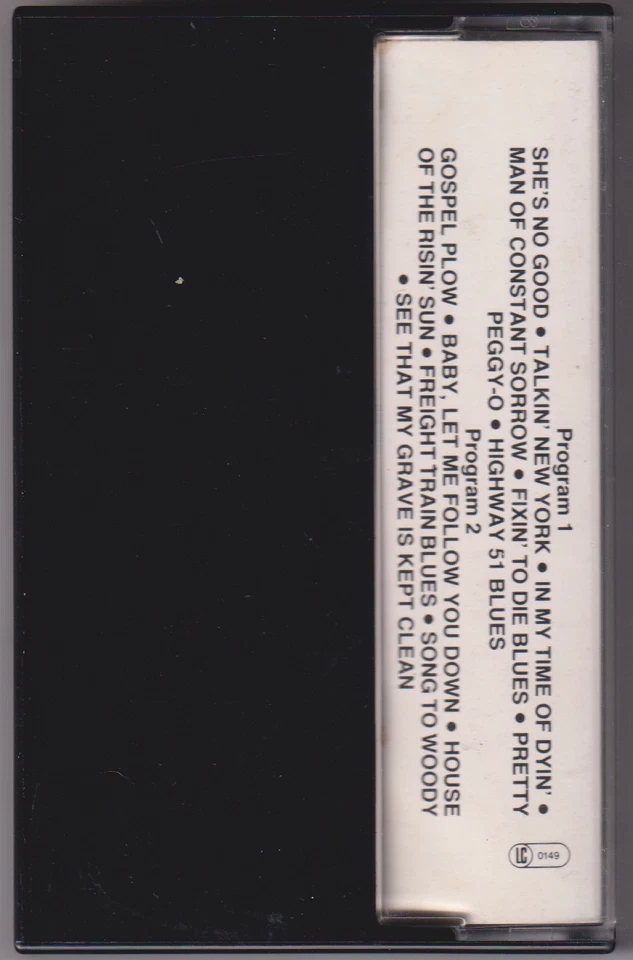 Program 1
SHE'S NO GOOD • TALKIN' NEW YORK • IN MY TIME OF DYIN' •
MAN OF CONSTANT SORROW • FIXIN' TO DIE BLUES • PRETTY
PEGGY-O • HIGHWAY 51 BLUES
Program 2
GOSPEL PLOW • BABY, LET ME FOLLOW YOU DOWN • HOUSE
OF THE RISIN' SUN • FREIGHT TRAIN BLUES • SONG TO WOODY
• SEE THAT MY GRAVE IS KEPT CLEAN
LG 0149